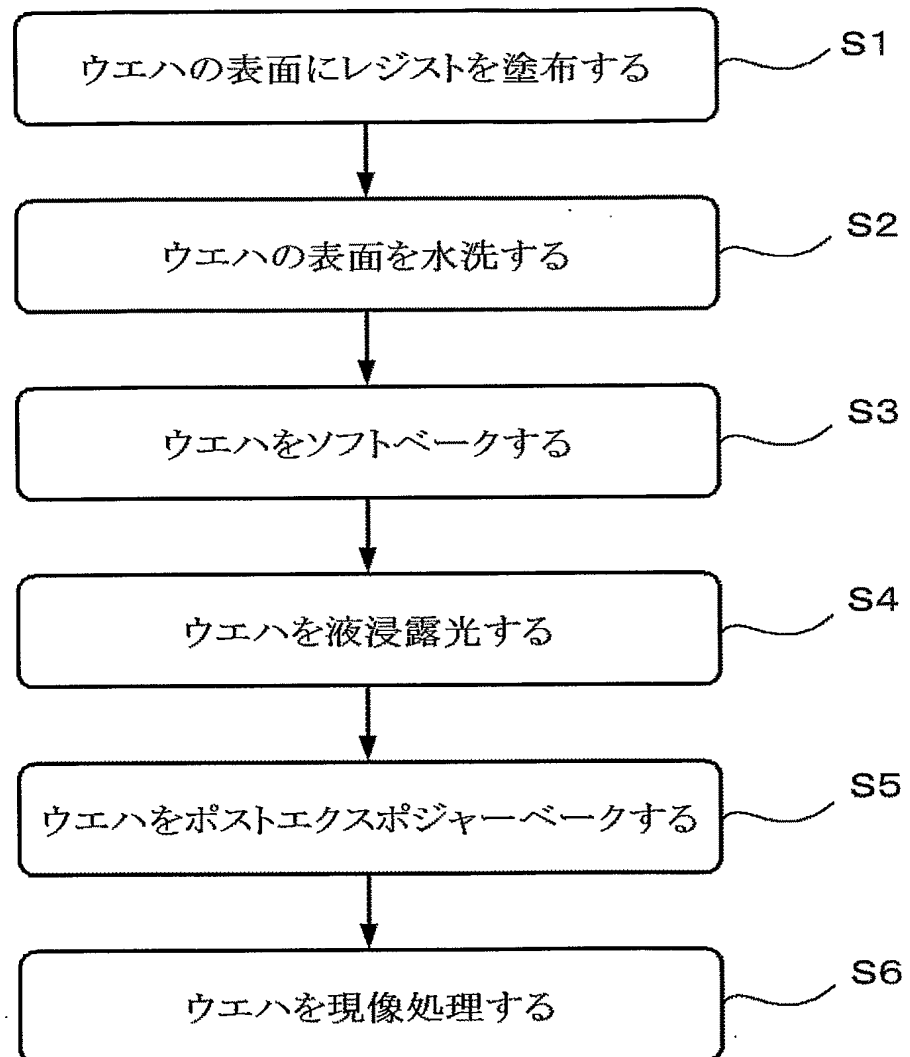 ウエハの表面にレジストを塗布する
S1
ウエハの表面を水洗する
S2
ウエハをソフトベークする
S3
ウエハを液浸露光する
S4
ウエハをポストエクスポジャーベークする
S5
ウエハを現像処理する
S6